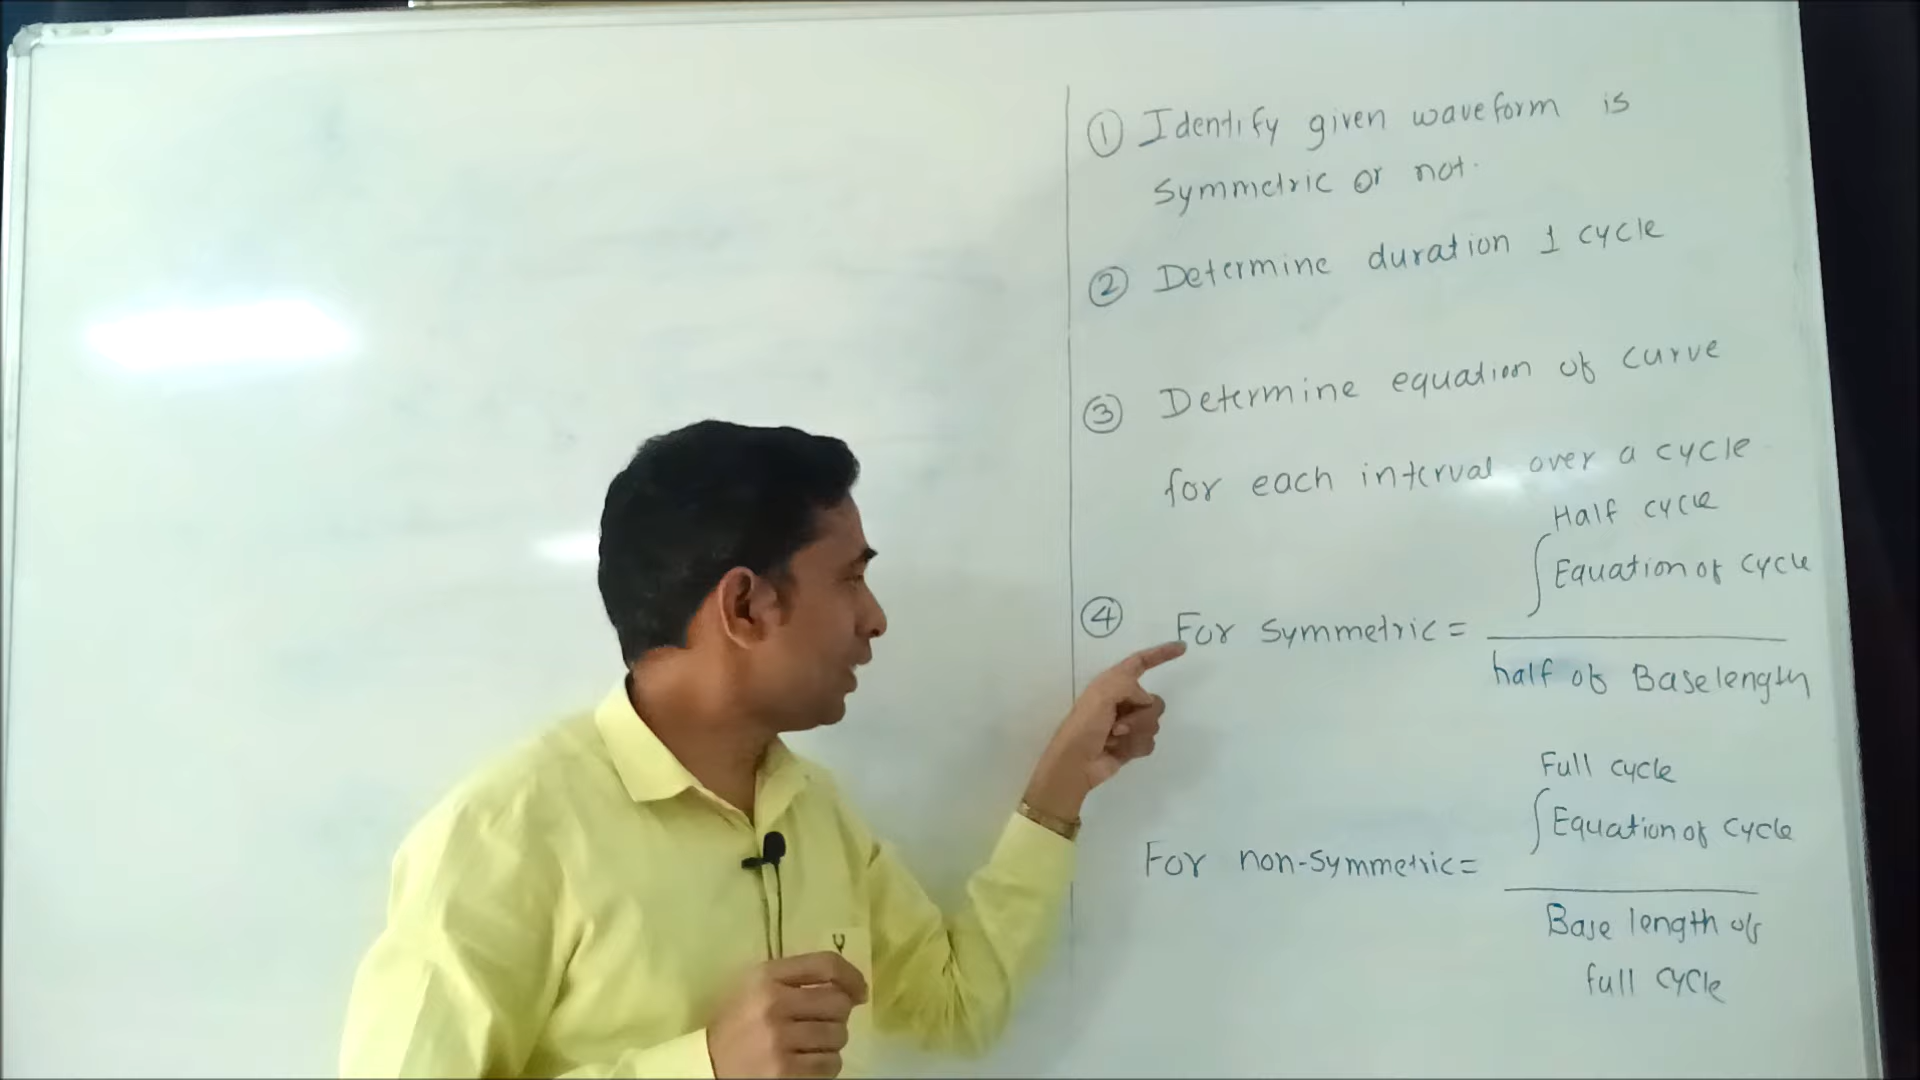 ① Identify given waveform is
symmetric or not.
② Determine duration 1 cycle
③ Determine equation of curve
for each interval over a cycle
Half cycle
∫ Equation of cycle
④ For symmetric =
half of Base length
Full cycle
∫ Equation of cycle
For non-symmetric =
Base length of
full cycle